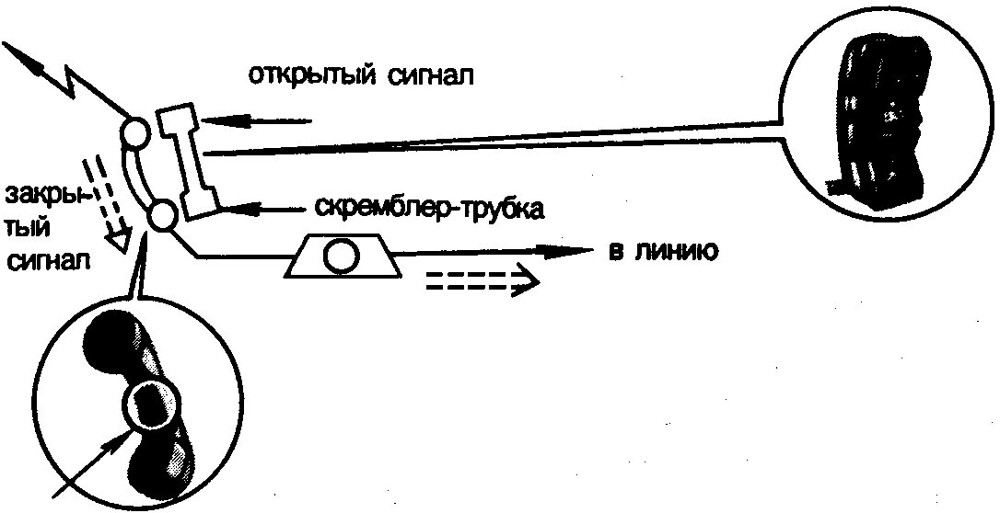 открытый сигнал
закры-
тый
сигнал
скремблер-трубка
в линию